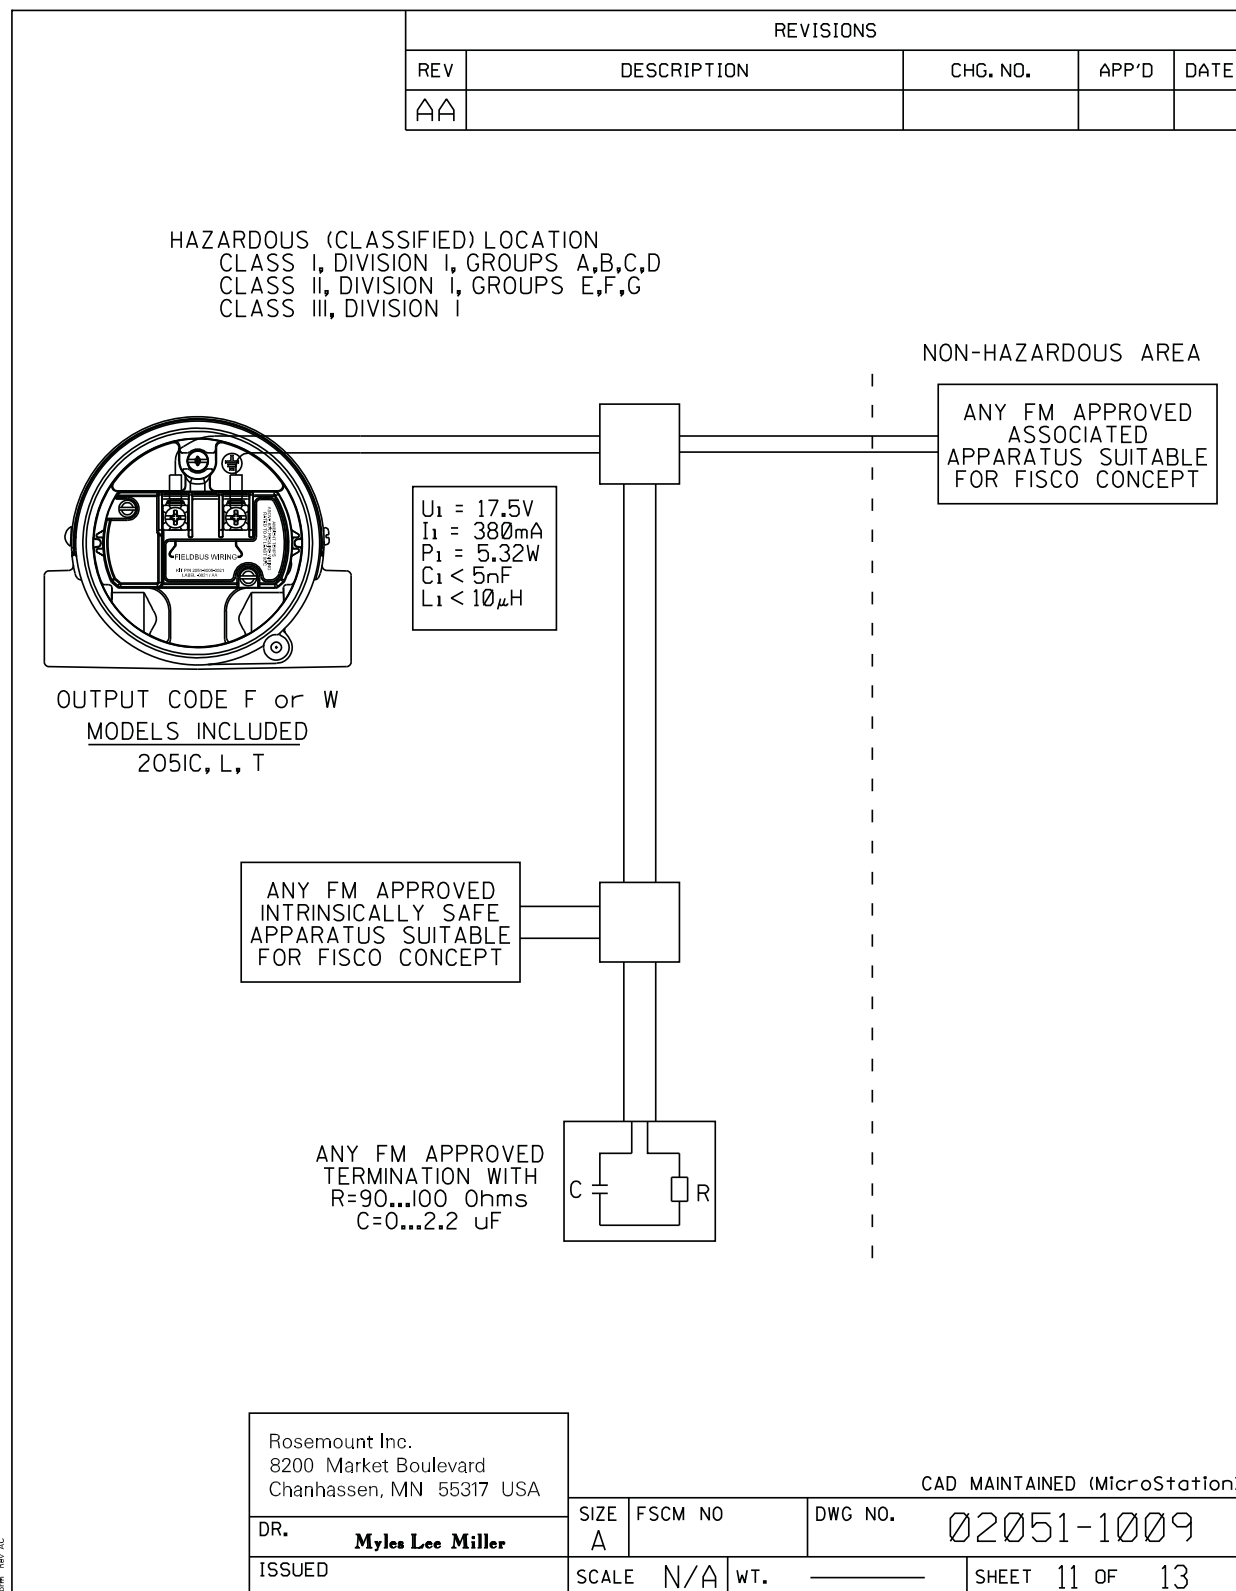 REVISIONS
REV DESCRIPTION CHG. NO. APP'D DATE
AA
HAZARDOUS (CLASSIFIED) LOCATION
CLASS I, DIVISION I, GROUPS A,B,C,D
CLASS II, DIVISION I, GROUPS E,F,G
CLASS III, DIVISION I
NON-HAZARDOUS AREA
ANY FM APPROVED
ASSOCIATED
APPARATUS SUITABLE
FOR FISCO CONCEPT
U1 = 17.5V
I1 = 380mA
P1 = 5.32W
C1 < 5nF
L1 < 10µH
FIELDBUS WIRING
OUTPUT CODE F or W
MODELS INCLUDED
2051C, L, T
ANY FM APPROVED
INTRINSICALLY SAFE
APPARATUS SUITABLE
FOR FISCO CONCEPT
ANY FM APPROVED
TERMINATION WITH
R=90...100 Ohms
C=0...2.2 uF
C R
Rosemount Inc.
8200 Market Boulevard
Chanhassen, MN 55317 USA
CAD MAINTAINED (MicroStation)
DR. Myles Lee Miller
SIZE A FSCM NO DWG NO. 02051-1009
ISSUED
SCALE N/A WT. SHEET 11 OF 13